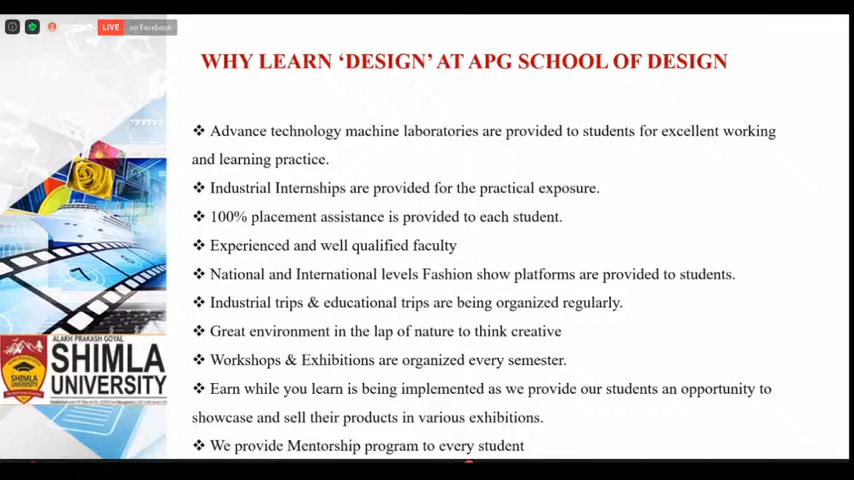 LIVE on Facebook
WHY LEARN ‘DESIGN’ AT APG SCHOOL OF DESIGN
❖ Advance technology machine laboratories are provided to students for excellent working
and learning practice.
❖ Industrial Internships are provided for the practical exposure.
❖ 100% placement assistance is provided to each student.
❖ Experienced and well qualified faculty
❖ National and International levels Fashion show platforms are provided to students.
❖ Industrial trips & educational trips are being organized regularly.
❖ Great environment in the lap of nature to think creative
❖ Workshops & Exhibitions are organized every semester.
❖ Earn while you learn is being implemented as we provide our students an opportunity to
showcase and sell their products in various exhibitions.
❖ We provide Mentorship program to every student
7
6
ALAKH PRAKASH GOYAL
SHIMLA
UNIVERSITY